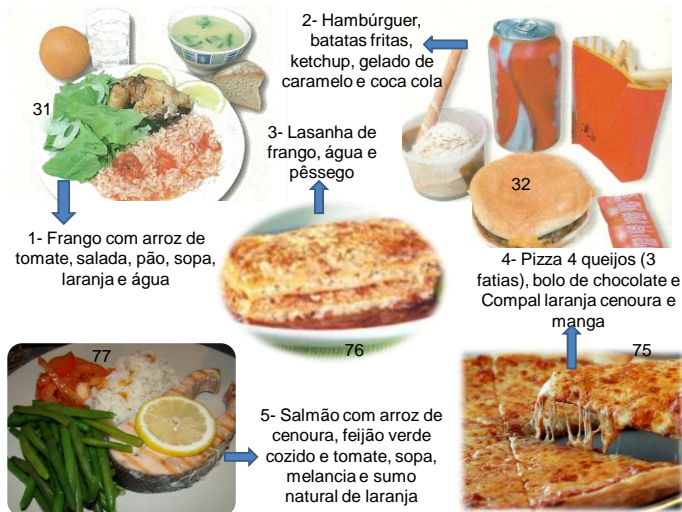 2- Hambúrguer,
batatas fritas,
ketchup, gelado de
caramelo e coca cola
31
3- Lasanha de
frango, água e
pêssego
32
1- Frango com arroz de
tomate, salada, pão, sopa,
laranja e água
4- Pizza 4 queijos (3
fatias), bolo de chocolate e
Compal laranja cenoura e
manga
76
77
75
5- Salmão com arroz de
cenoura, feijão verde
cozido e tomate, sopa,
melancia e sumo
natural de laranja